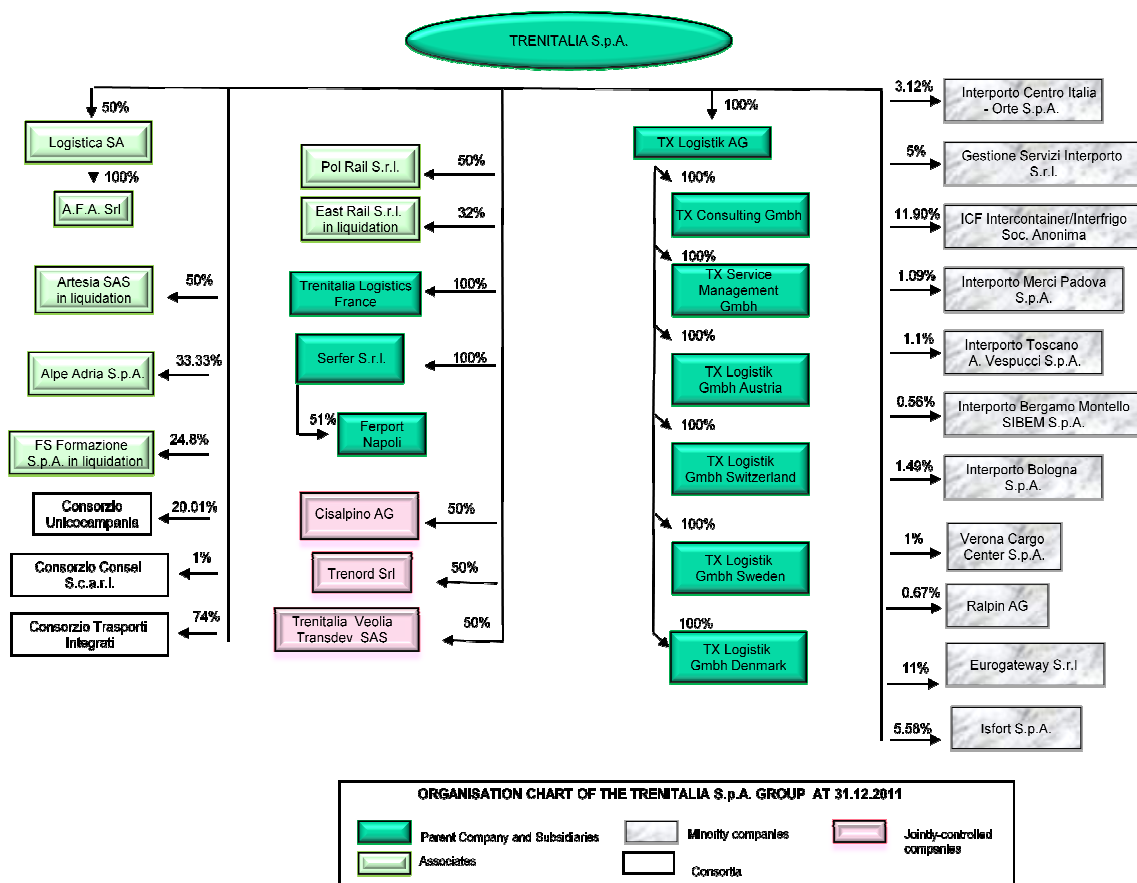 TRENITALIA S.p.A.
50%
Logistica SA
100%
A.F.A. Srl
50%
Artesia SAS
in liquidation
33.33%
Alpe Adria S.p.A.
24.8%
FS Formazione
S.p.A. in liquidation
20.01%
Consorzio
Unicocampania
1%
Consorzio Consel
S.c.a.r.l.
74%
Consorzio Trasporti
Integrati
Pol Rail S.r.l.
50%
East Rail S.r.l.
in liquidation
32%
Trenitalia Logistics
France
100%
Serfer S.r.l.
100%
51%
Ferport
Napoli
Cisalpino AG
50%
Trenord Srl
50%
Trenitalia Veolia
Transdev SAS
50%
100%
TX Logistik AG
100%
TX Consulting Gmbh
100%
TX Service
Management
Gmbh
100%
TX Logistik
Gmbh Austria
100%
TX Logistik
Gmbh Switzerland
100%
TX Logistik
Gmbh Sweden
100%
TX Logistik
Gmbh Denmark
3.12%
Interporto Centro Italia
- Orte S.p.A.
5%
Gestione Servizi Interporto
S.r.l.
11.90%
ICF Intercontainer/Interfrigo
Soc. Anonima
1.09%
Interporto Merci Padova
S.p.A.
1.1%
Interporto Toscano
A. Vespucci S.p.A.
0.56%
Interporto Bergamo Montello
SIBEM S.p.A.
1.49%
Interporto Bologna
S.p.A.
1%
Verona Cargo
Center S.p.A.
0.67%
Ralpin AG
11%
Eurogateway S.r.l
5.58%
Isfort S.p.A.
ORGANISATION CHART OF THE TRENITALIA S.p.A. GROUP AT 31.12.2011
Parent Company and Subsidiaries
Minority companies
Jointly-controlled
companies
Associates
Consortia